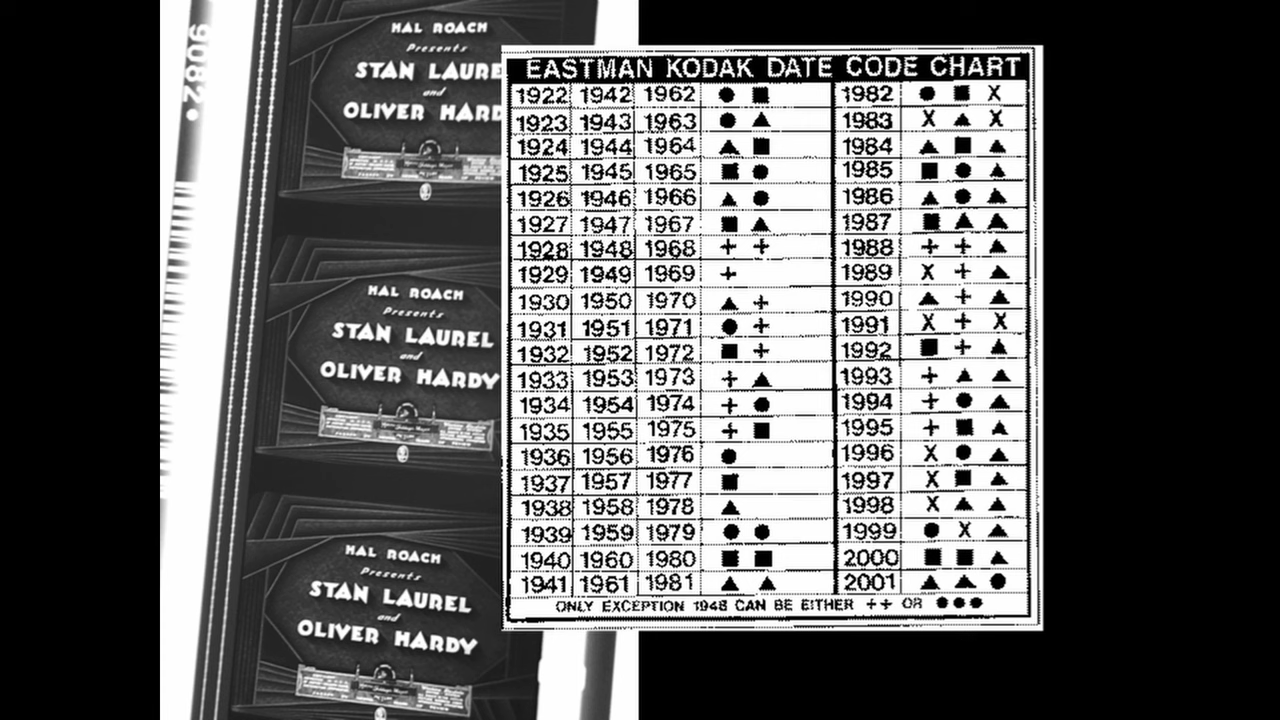 9082•
HAL ROACH
Presents
STAN LAURE
and
OLIVER HARD
HAL ROACH
Presents
STAN LAUREL
and
OLIVER HARDY
HAL ROACH
Presents
STAN LAUREL
and
OLIVER HARDY
EASTMAN KODAK DATE CODE CHART
1922 1942 1962 ● ■ 1982 ● ■ X
1923 1943 1963 ● ▲ 1983 X ▲ X
1924 1944 1964 ▲ ■ 1984 ▲ ■ ▲
1925 1945 1965 ■ ● 1985 ■ ● ▲
1926 1946 1966 ▲ ● 1986 ▲ ● ▲
1927 1947 1967 ■ ▲ 1987 ■ ▲ ▲
1928 1948 1968 + + 1988 + + ▲
1929 1949 1969 + 1989 X + ▲
1930 1950 1970 ▲ + 1990 ▲ + ▲
1931 1951 1971 ● + 1991 X + X
1932 1952 1972 ■ + 1992 ■ + ▲
1933 1953 1973 + ▲ 1993 + ▲ ▲
1934 1954 1974 + ● 1994 + ● ▲
1935 1955 1975 + ■ 1995 + ■ ▲
1936 1956 1976 ● 1996 X ● ▲
1937 1957 1977 ■ 1997 X ■ ▲
1938 1958 1978 ▲ 1998 X ▲ ▲
1939 1959 1979 ● ● 1999 ● X ▲
1940 1960 1980 ■ ■ 2000 ■ ■ ▲
1941 1961 1981 ▲ ▲ 2001 ▲ ▲ ●
ONLY EXCEPTION 1948 CAN BE EITHER ++ OR ●●●